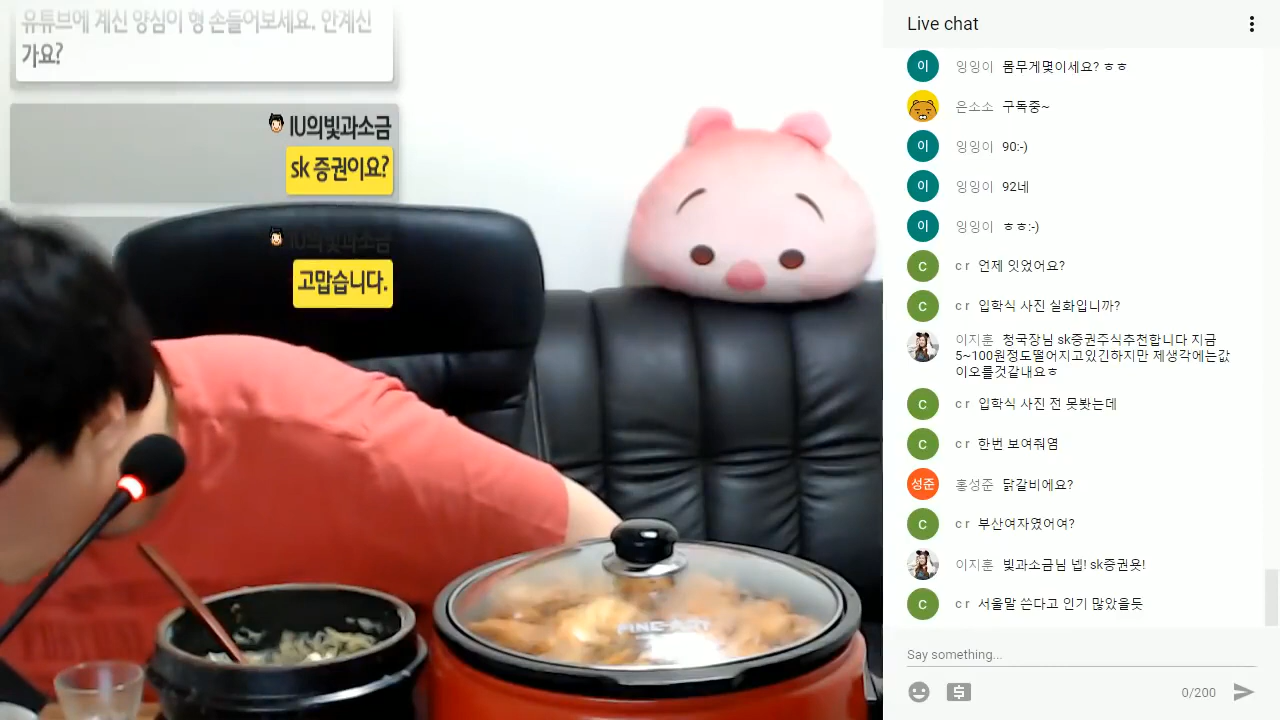 유튜브에 계신 양심이 형 손들어보세요. 안계신
가요?
IU의빛과소금
sk 증권이요?
IU의빛과소금
고맙습니다.
FINE-ART
Live chat
이 잉잉이 몸무게몇이세요? ㅎㅎ
은소소 구독중~
이 잉잉이 90:-)
이 잉잉이 92네
이 잉잉이 ㅎㅎ:-)
C c r 언제 잇었어요?
C c r 입학식 사진 실화입니까?
이지훈 청국장님 sk증권주식추천합니다 지금
5~100원정도떨어지고있긴하지만 제생각에는값
이오를것같내요ㅎ
C c r 입학식 사진 전 못봤는데
C c r 한번 보여줘염
성준 홍성준 닭갈비에요?
C c r 부산여자였어여?
이지훈 빛과소금님 넵! sk증권욧!
C c r 서울말 쓴다고 인기 많았을듯
Say something...
0/200